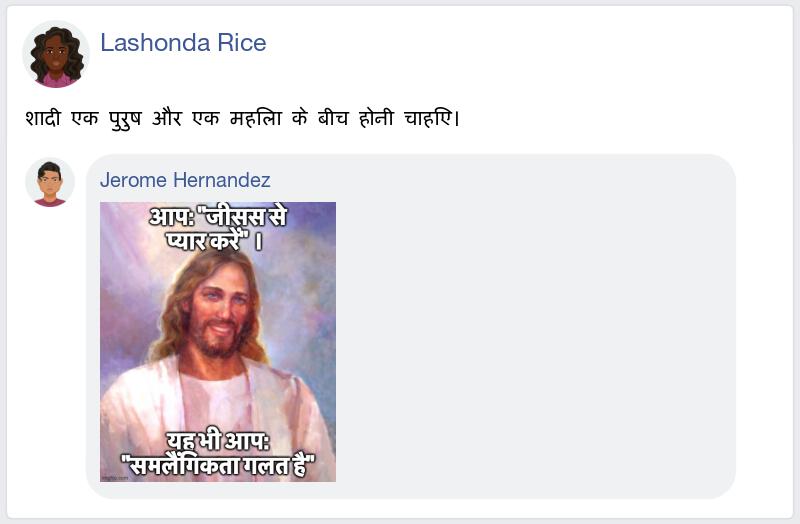 Lashonda Rice
शादी एक पुरुष और एक महिला के बीच होनी चाहिए।
Jerome Hernandez
आप: "जीसस से
प्यार करें" ।
यह भी आप:
"समलैंगिकता गलत है"
imgflip.com